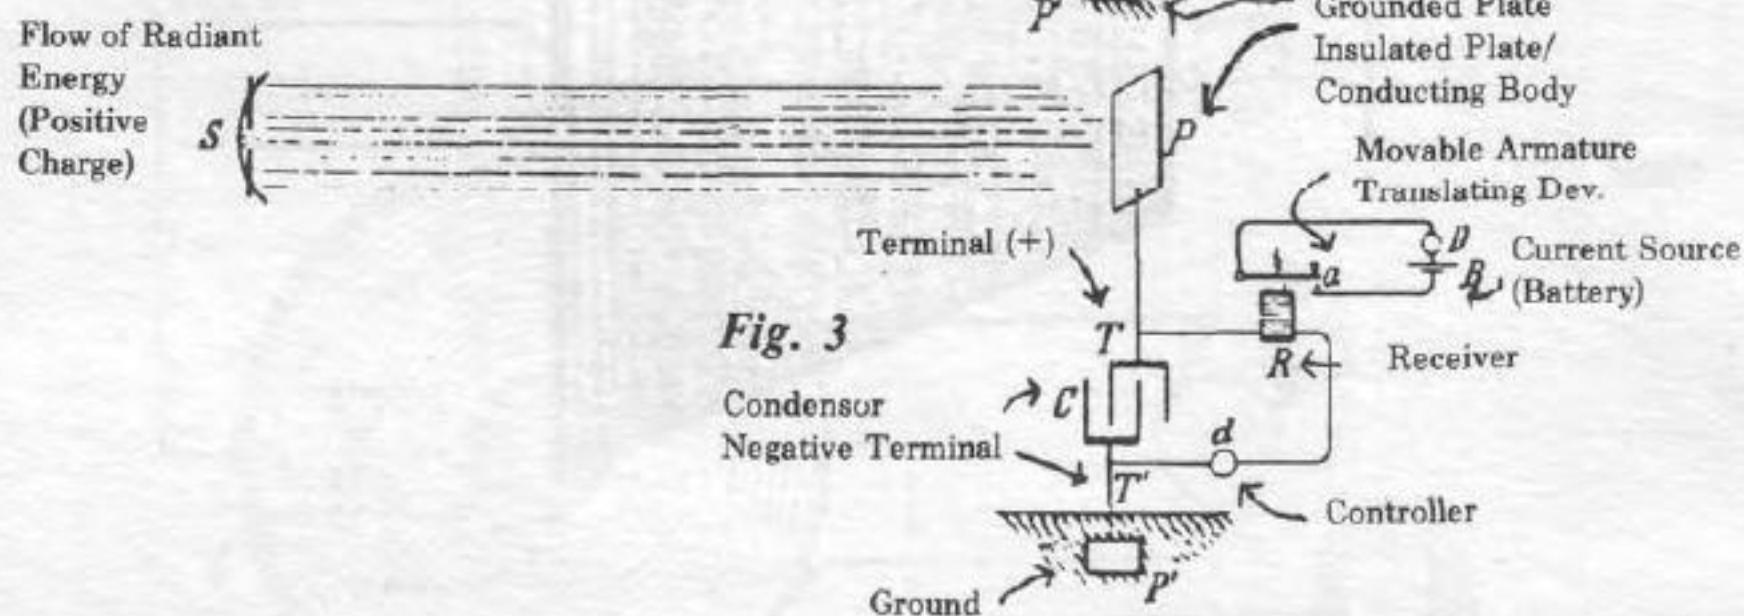 P'
Grounded Plate
Insulated Plate/
Conducting Body
Flow of Radiant
Energy
(Positive
Charge)
S
P
Movable Armature
Translating Dev.
Terminal (+)
D
a
B
Current Source
(Battery)
Fig. 3
T
R
Receiver
Condensor
C
Negative Terminal
d
T'
Controller
Ground
P'